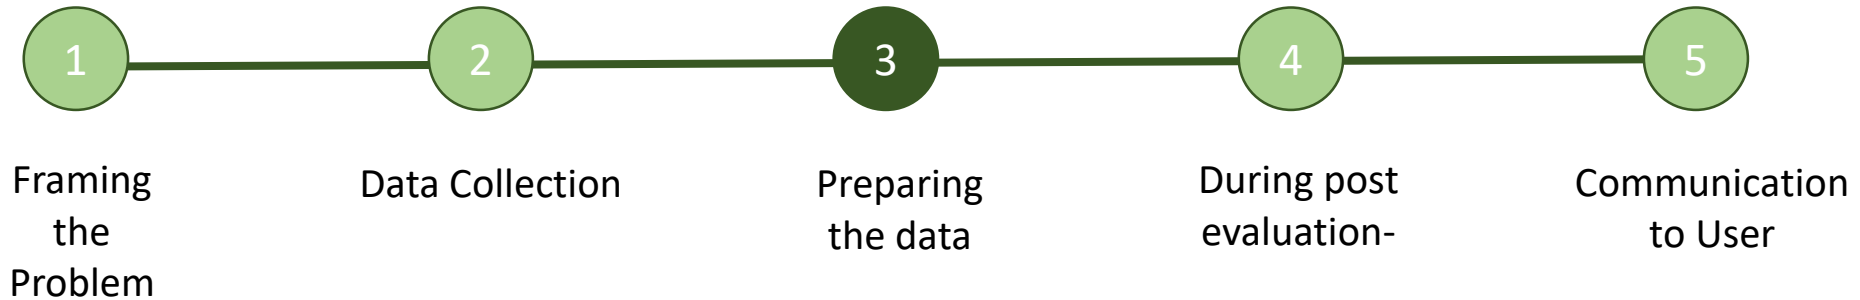 1
2
3
4
5
Framing
the
Problem
Data Collection
Preparing
the data
During post
evaluation-
Communication
to User